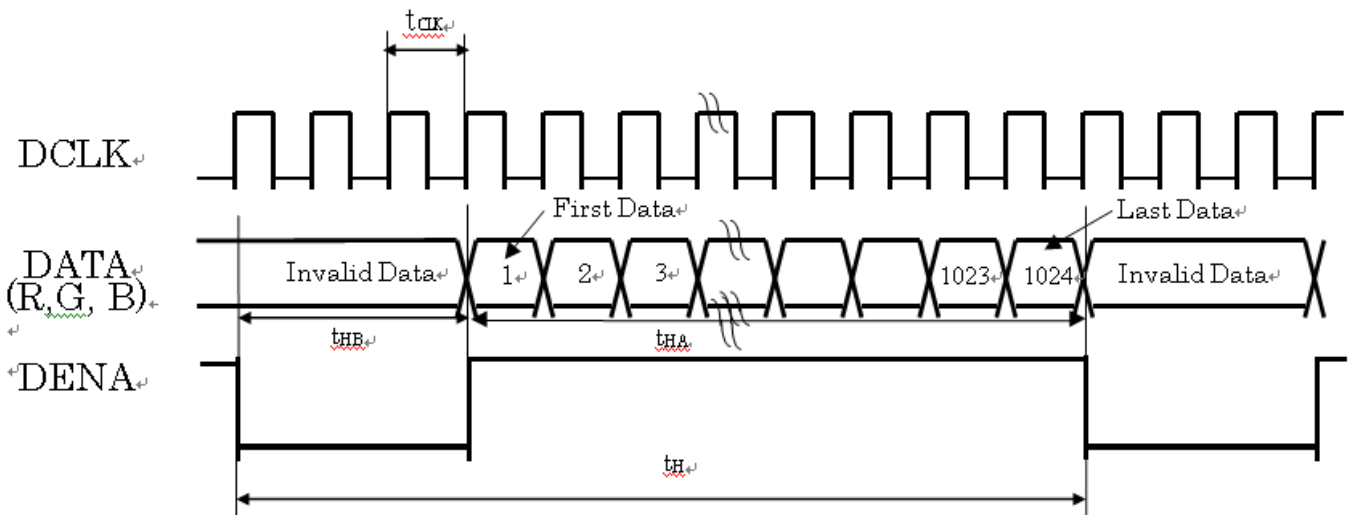 tCLK↵
DCLK↵
First Data↵
Last Data↵
DATA↵
(R,G, B)↵
Invalid Data↵
1↵
2↵
3↵
1023↵
1024↵
Invalid Data↵
↵
tHB↵
tHA↵
↵DENA↵
tH↵